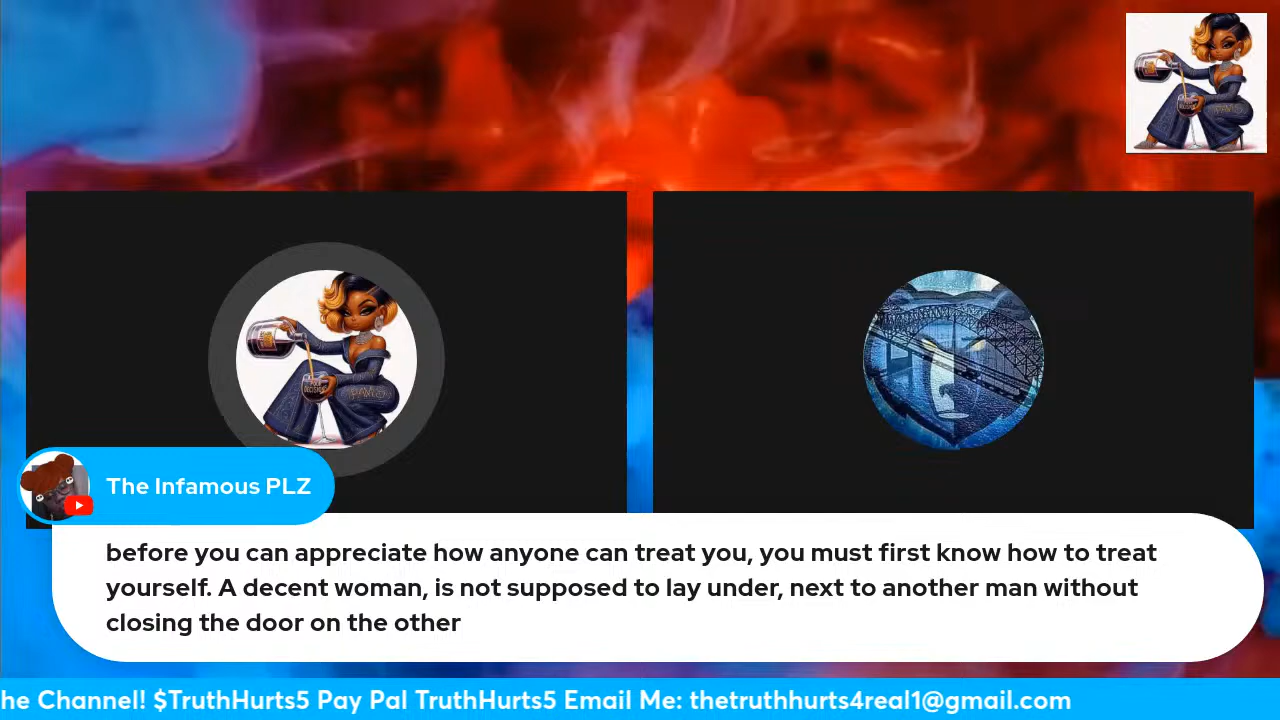 The Infamous PLZ
before you can appreciate how anyone can treat you, you must first know how to treat
yourself. A decent woman, is not supposed to lay under, next to another man without
closing the door on the other
he Channel! $TruthHurts5 Pay Pal TruthHurts5 Email Me: thetruthhurts4real1@gmail.com